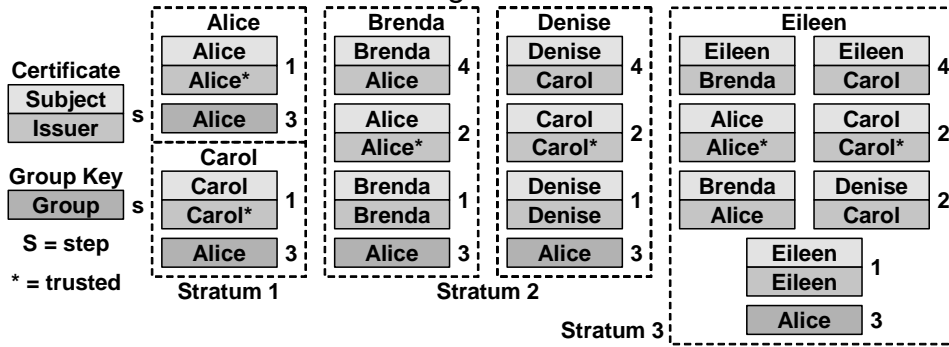 Certificate
Subject
Issuer
s
Group Key
Group
s
S = step
* = trusted
Alice
Alice
Alice*
1
Alice
3
Carol
Carol
Carol*
1
Alice
3
Stratum 1
Brenda
Brenda
Alice
4
Alice
Alice*
2
Brenda
Brenda
1
Alice
3
Denise
Denise
Carol
4
Carol
Carol*
2
Denise
Denise
1
Alice
3
Stratum 2
Eileen
Eileen
Brenda
Eileen
Carol
4
Alice
Alice*
Carol
Carol*
2
Brenda
Alice
Denise
Carol
2
Eileen
Eileen
1
Alice
3
Stratum 3